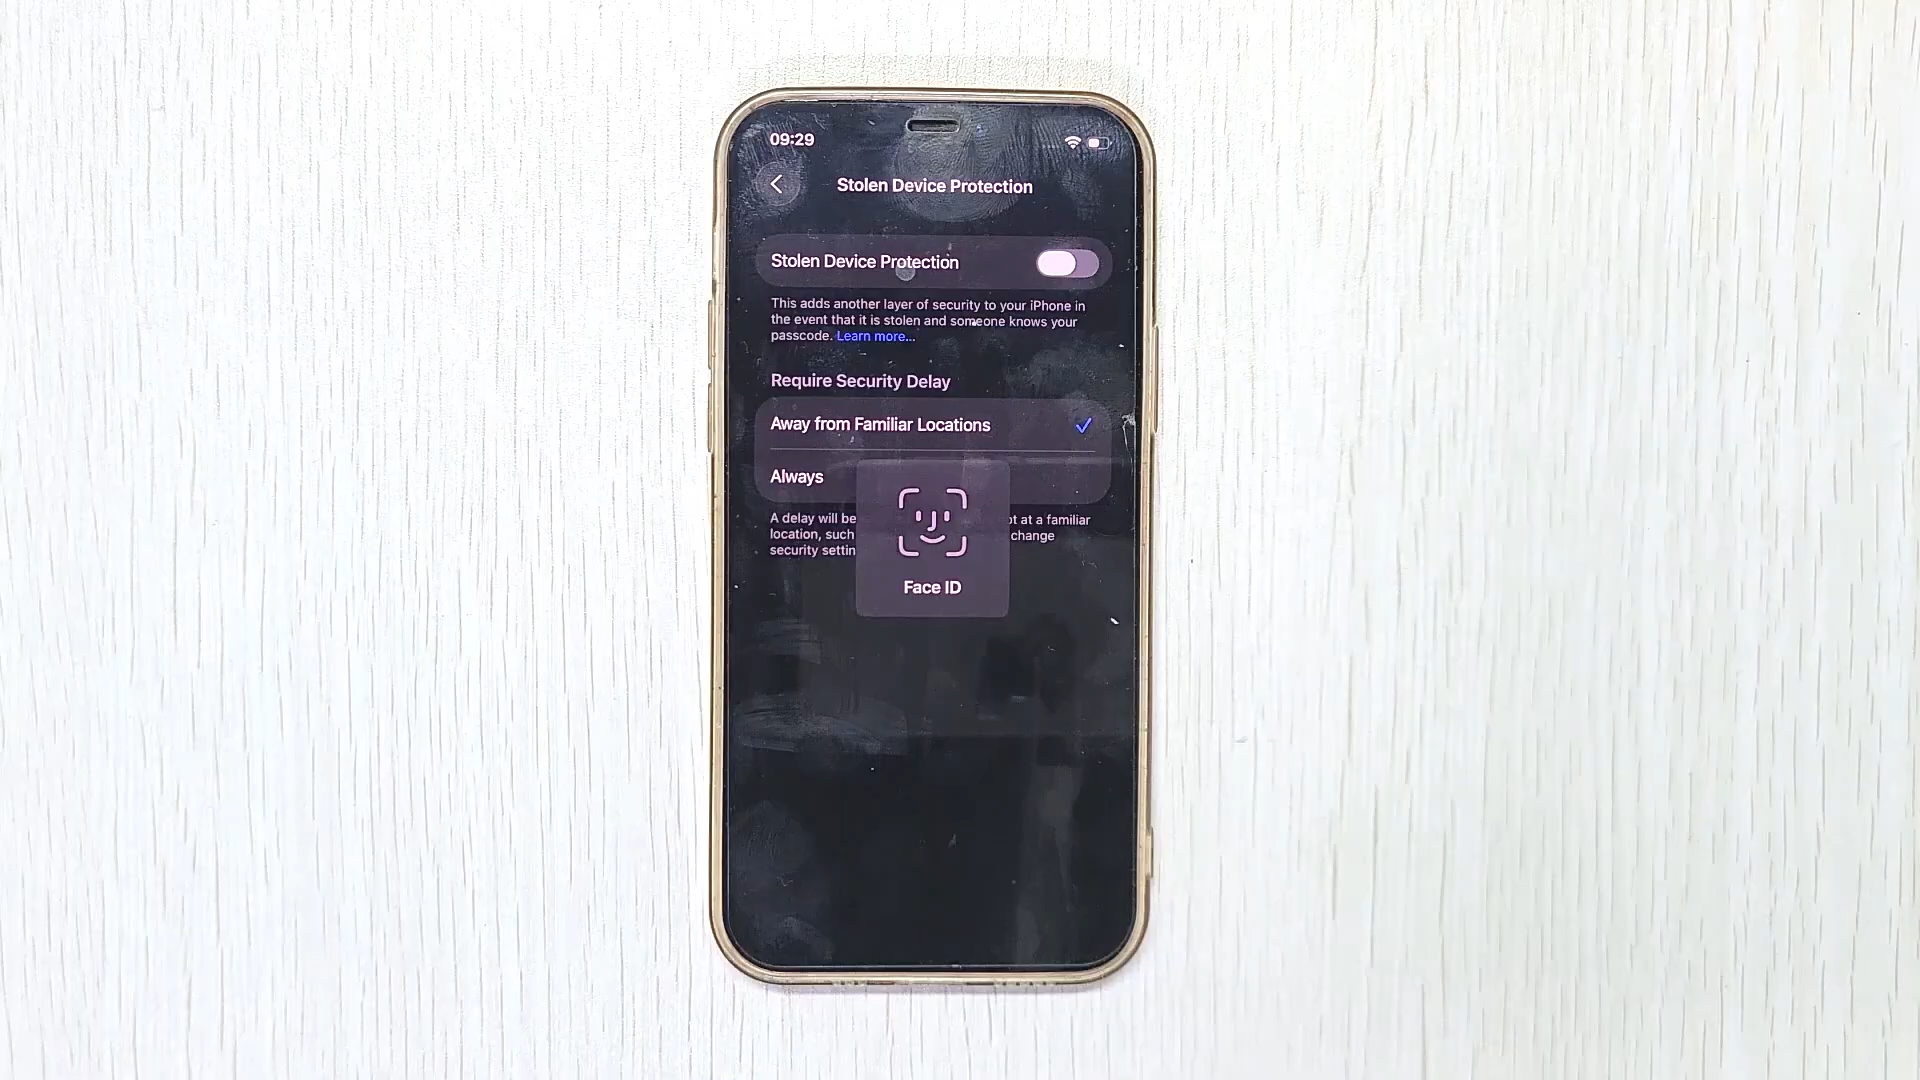 09:29
Stolen Device Protection
Stolen Device Protection
This adds another layer of security to your iPhone in
the event that it is stolen and someone knows your
passcode. Learn more...
Require Security Delay
Away from Familiar Locations
Always
A delay will be ot at a familiar
location, such change
security settin
Face ID